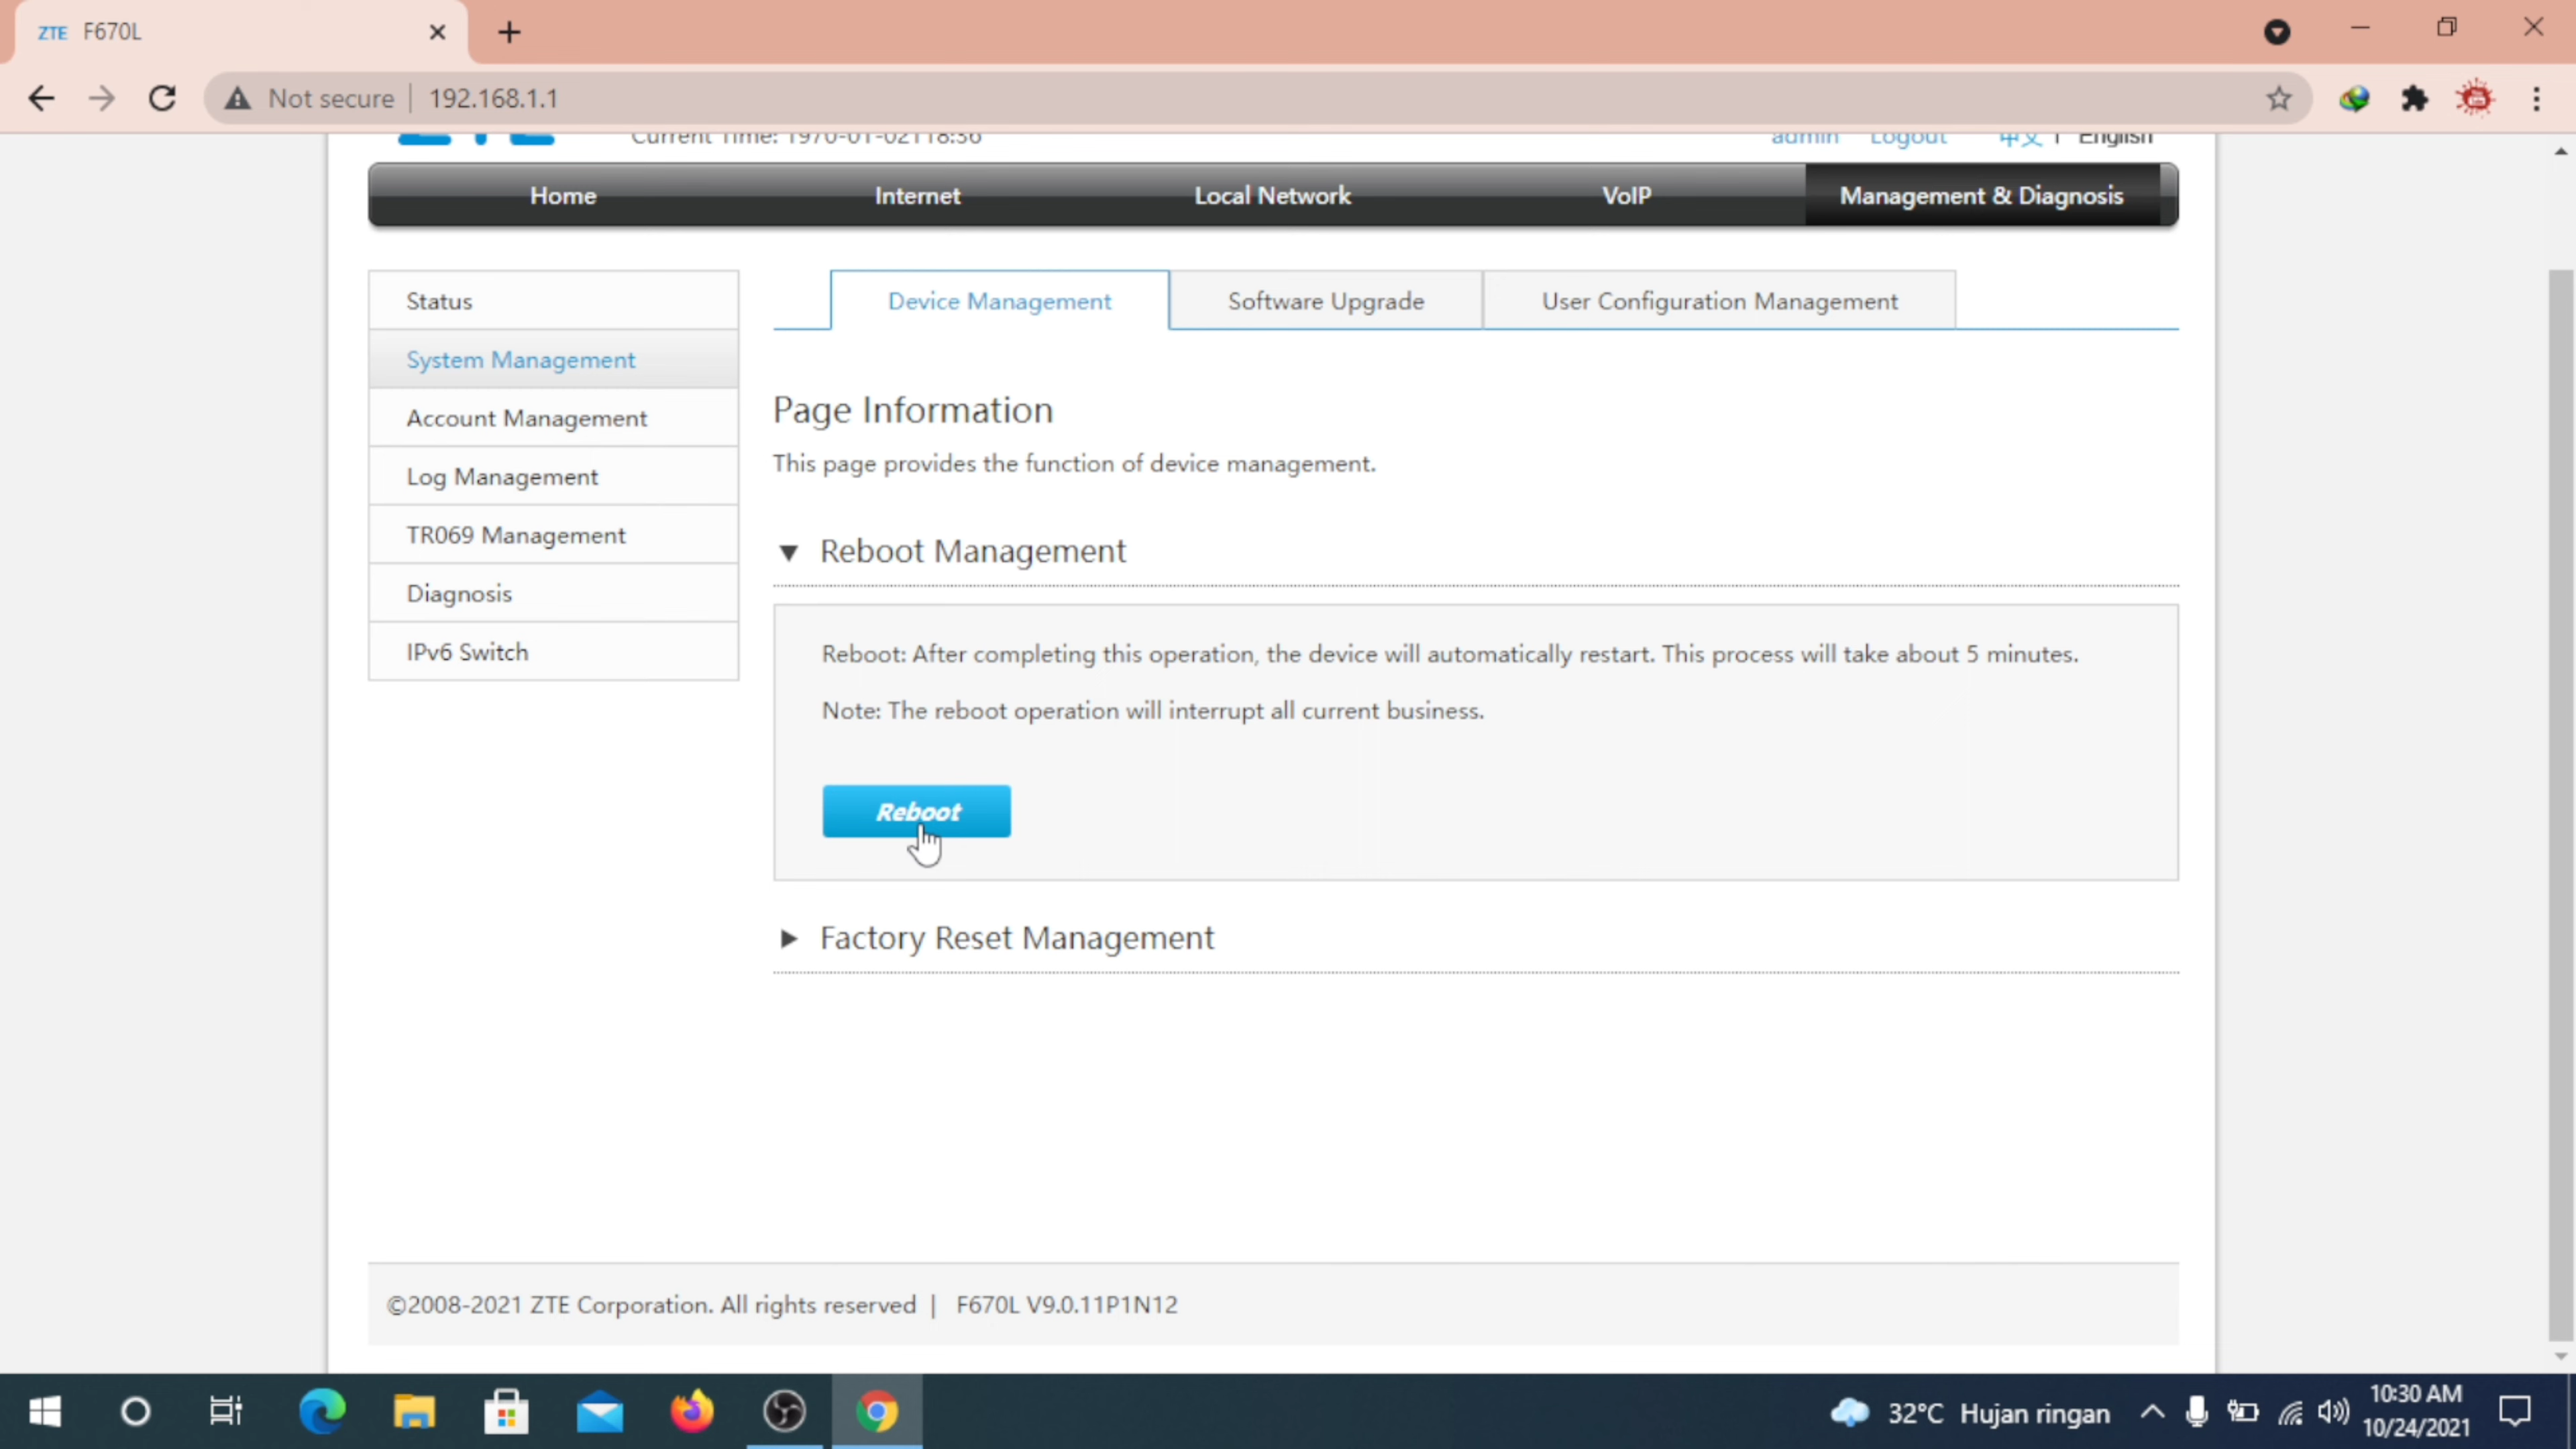 ZTE F670L
Not secure 192.168.1.1
Current Time: 1970-01-02T18:36
admin Logout 中文 | English
Home Internet Local Network VoIP Management & Diagnosis
Status
System Management
Account Management
Log Management
TR069 Management
Diagnosis
IPv6 Switch
Device Management Software Upgrade User Configuration Management
Page Information
This page provides the function of device management.
Reboot Management
Reboot: After completing this operation, the device will automatically restart. This process will take about 5 minutes.
Note: The reboot operation will interrupt all current business.
Reboot
Factory Reset Management
©2008-2021 ZTE Corporation. All rights reserved | F670L V9.0.11P1N12
32°C Hujan ringan
10:30 AM
10/24/2021